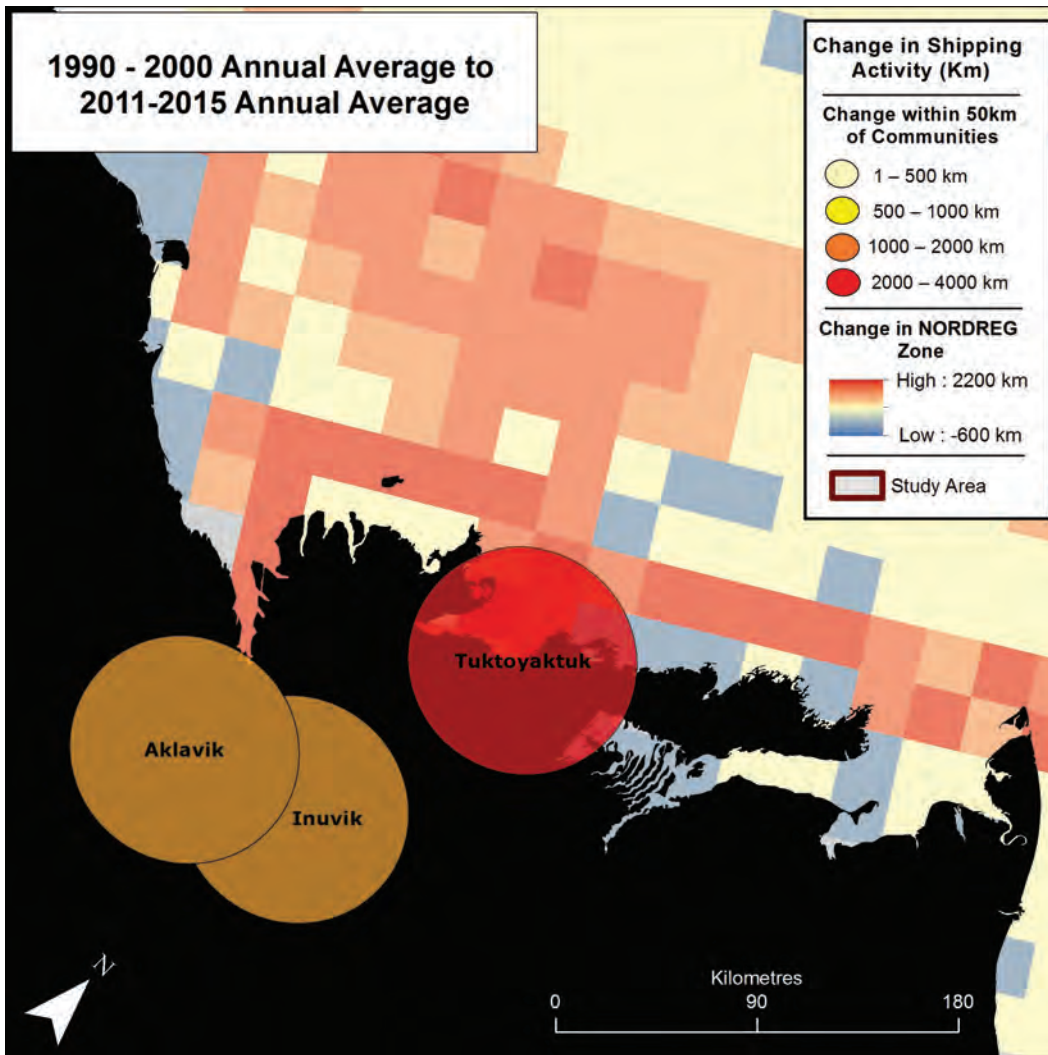 1990 - 2000 Annual Average to
2011-2015 Annual Average
Change in Shipping
Activity (Km)
Change within 50km
of Communities
1 – 500 km
500 – 1000 km
1000 – 2000 km
2000 – 4000 km
Change in NORDREG
Zone
High : 2200 km
Low : -600 km
Study Area
Tuktoyaktuk
Aklavik
Inuvik
N
Kilometres
0 90 180